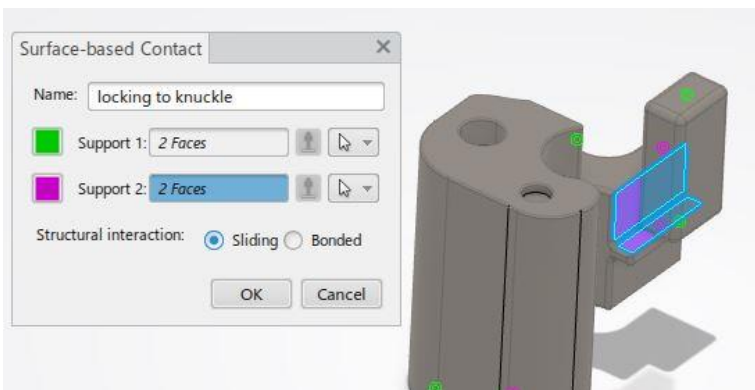 Surface-based Contact
Name: locking to knuckle
Support 1: 2 Faces
Support 2: 2 Faces
Structural interaction: Sliding Bonded
OK Cancel